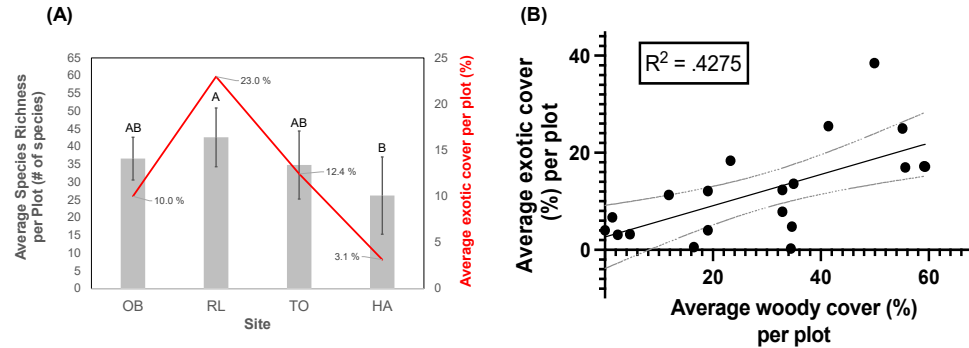 (A)
Average Species Richness
per Plot (# of species)
65
60
55
50
45
40
35
30
25
20
15
10
5
0
AB
A
AB
B
10.0 %
23.0 %
12.4 %
3.1 %
OB RL TO HA
Site
25
20
15
10
5
0
Average exotic cover per plot (%)
(B)
R² = .4275
Average exotic cover
(%) per plot
40
20
0
20 40 60
Average woody cover (%)
per plot